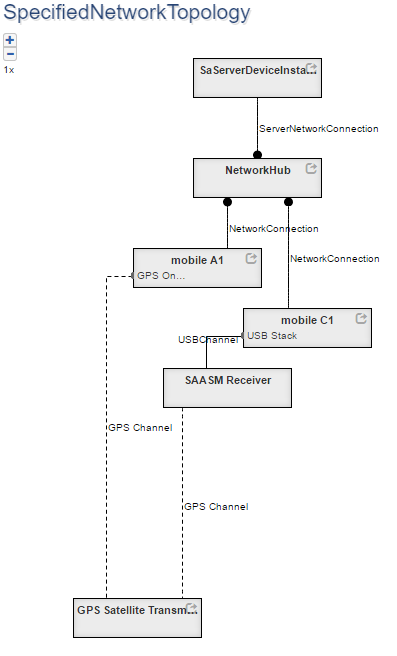 SpecifiedNetworkTopology
+
−
1x
SaServerDeviceInsta...
ServerNetworkConnection
NetworkHub
NetworkConnection
mobile A1
NetworkConnection
GPS On...
mobile C1
USBChannel
USB Stack
SAASM Receiver
GPS Channel
GPS Channel
GPS Satellite Transm...